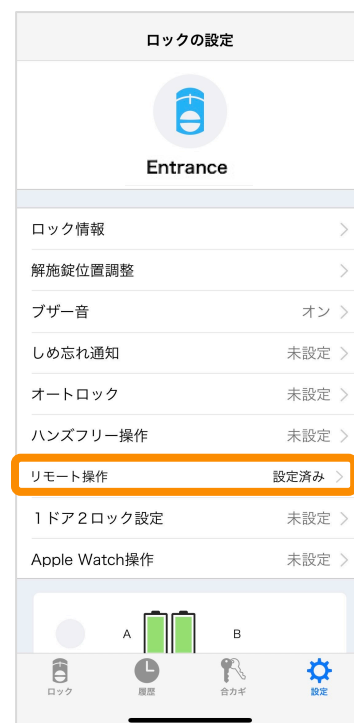 ロックの設定
Entrance
ロック情報
解施錠位置調整
ブザー音 オン
しめ忘れ通知 未設定
オートロック 未設定
ハンズフリー操作 未設定
リモート操作 設定済み
1ドア2ロック設定 未設定
Apple Watch操作 未設定
A B
ロック 履歴 合カギ 設定